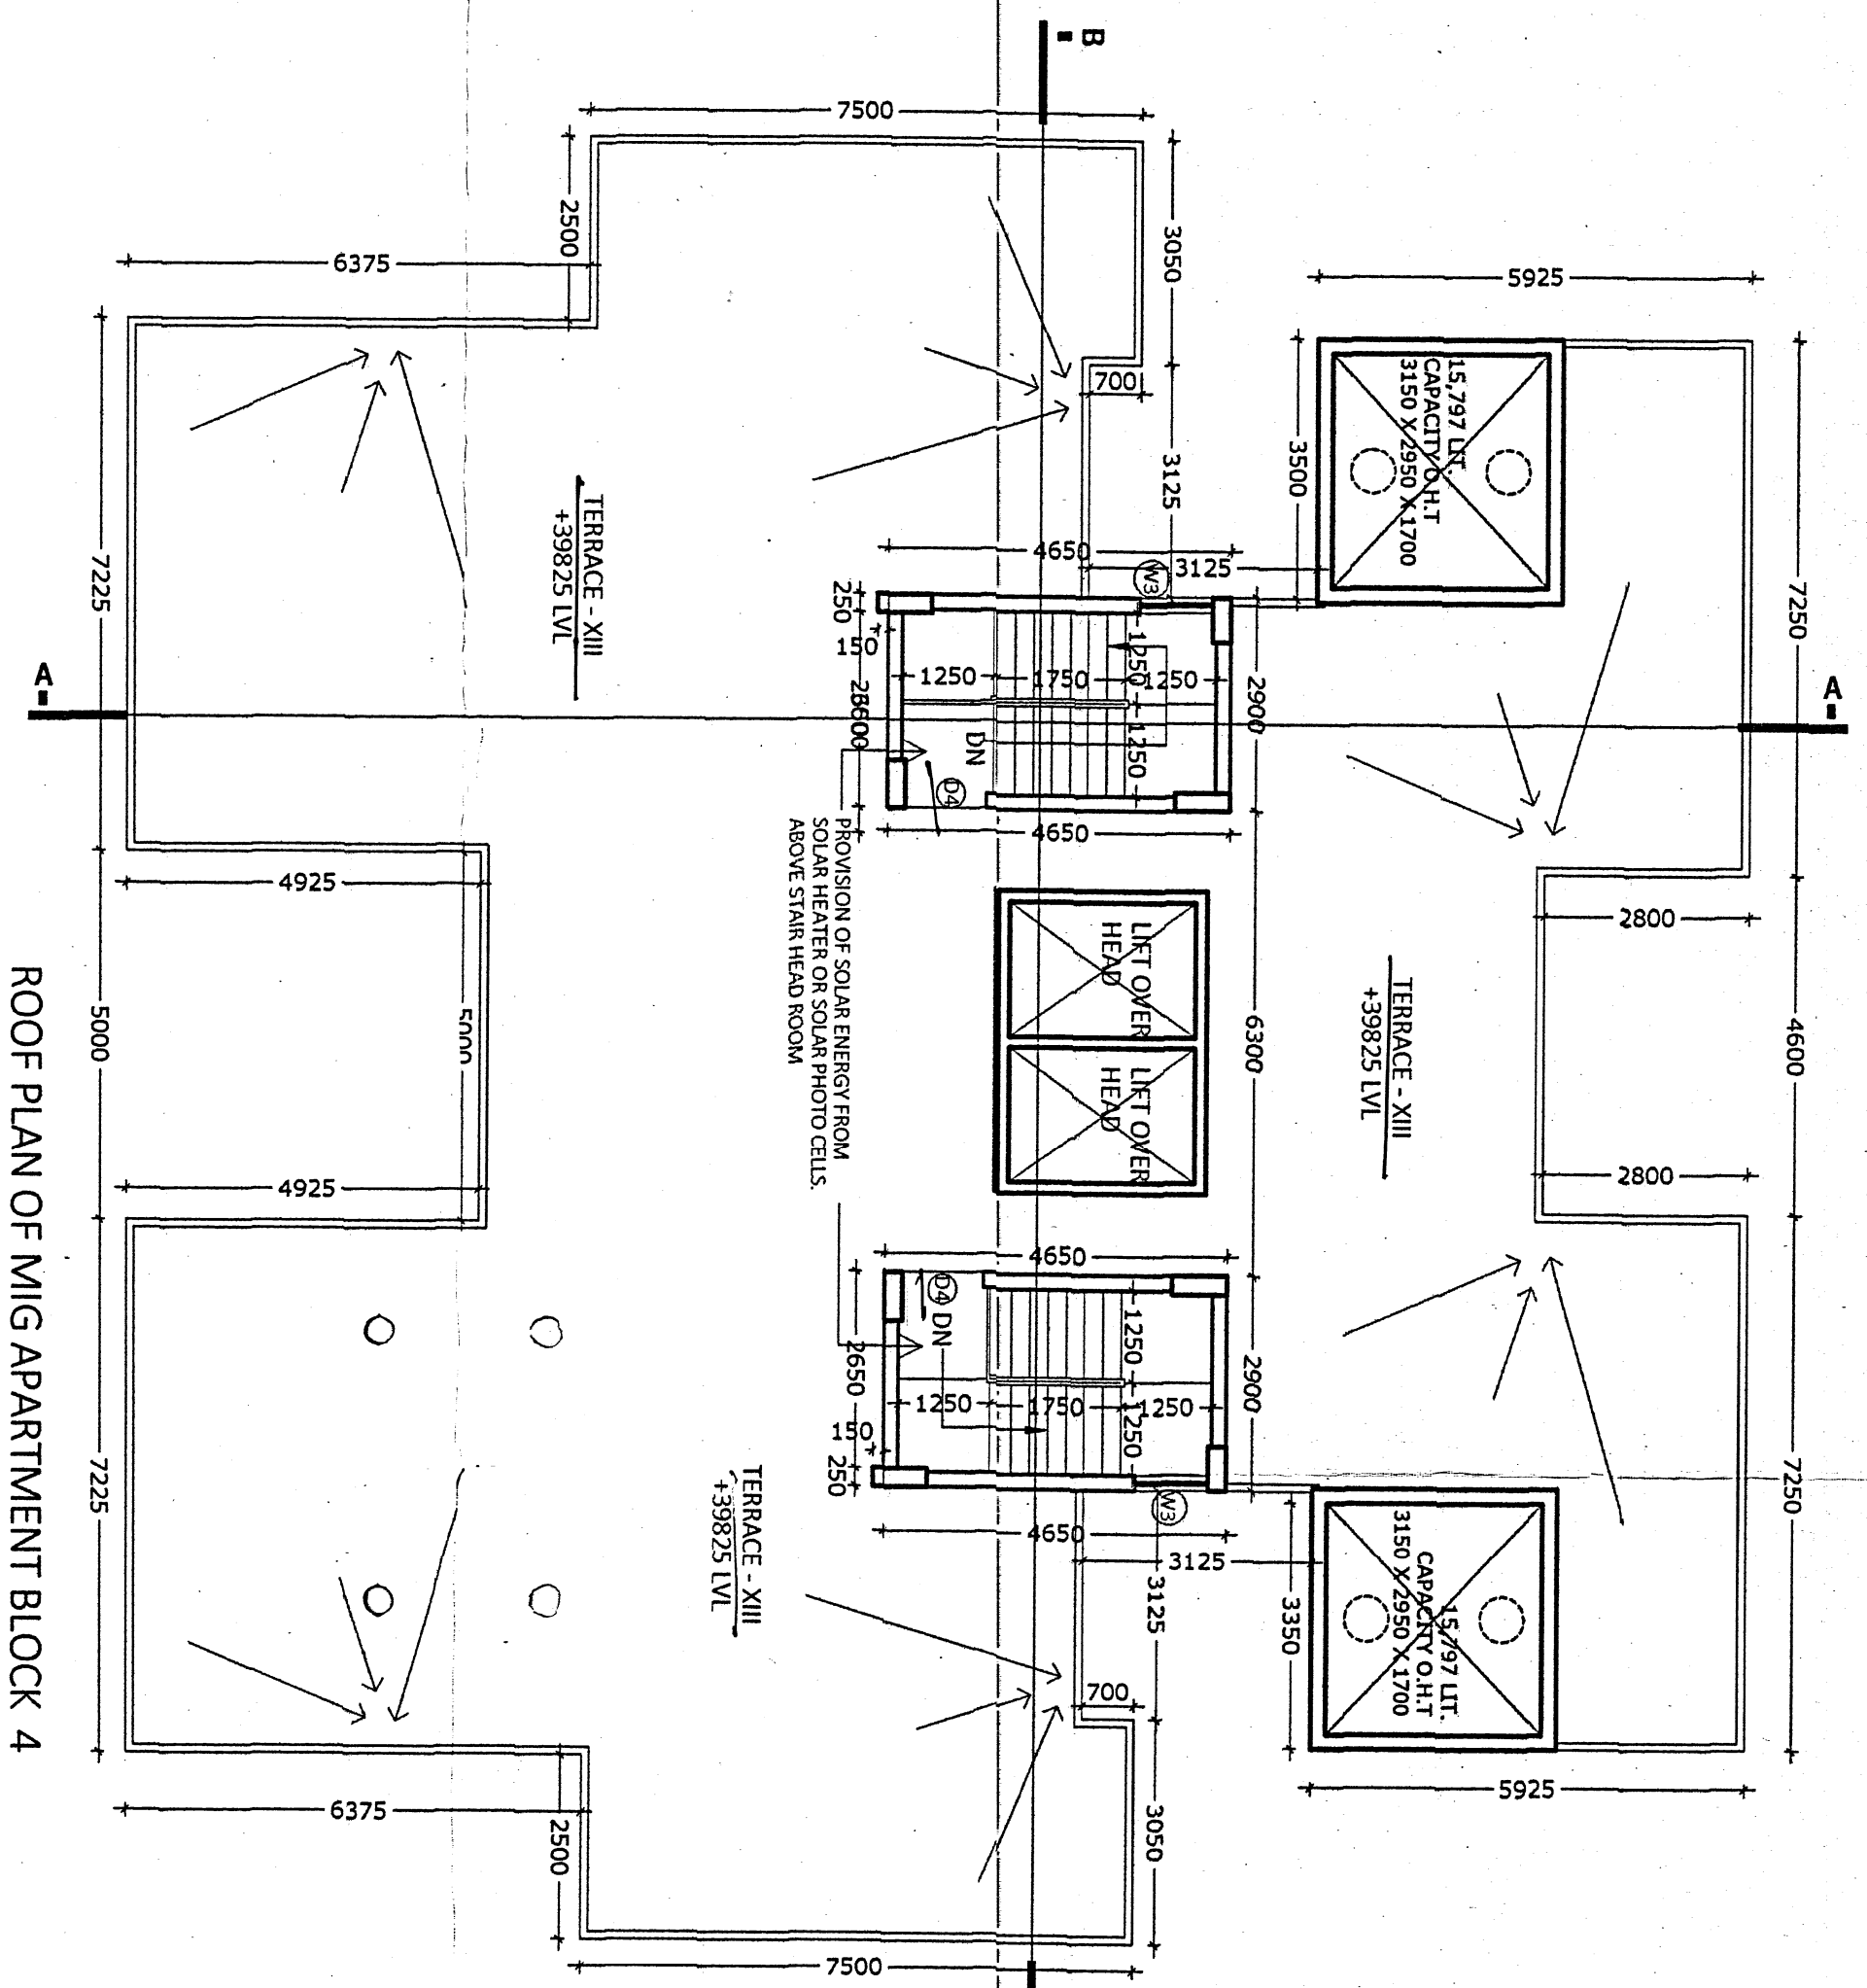 B
7500
2500
3050
6375
5925
700
3500
3125
15,797 LIT.
CAPACITY O.H.T
3150 X 2950 X 1700
7250
7225
TERRACE - XIII
+39825 LVL
4650
W3
3125
250
150
1250
1750
1250
1250
1250
2900
DN
D4
4650
A
A
4925
2800
PROVISION OF SOLAR ENERGY FROM
SOLAR HEATER OR SOLAR PHOTO CELLS.
ABOVE STAIR HEAD ROOM
LIFT OVER
HEAD
LIFT OVER
HEAD
6300
TERRACE - XIII
+39825 LVL
4600
5000
5000
4925
2800
4650
D4
DN
2650
1250
1250
1750
1250
1250
2900
150
250
W3
4650
3125
3125
3350
15,797 LIT.
CAPACITY O.H.T
3150 X 2950 X 1700
7250
7225
TERRACE - XIII
+39825 LVL
700
3050
5925
6375
2500
7500
ROOF PLAN OF MIG APARTMENT BLOCK 4